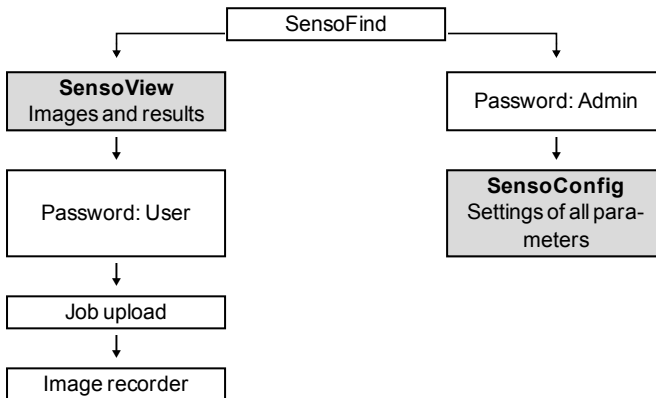 SensoFind
SensoView
Images and results
Password: User
Job upload
Image recorder
Password: Admin
SensoConfig
Settings of all para-
meters